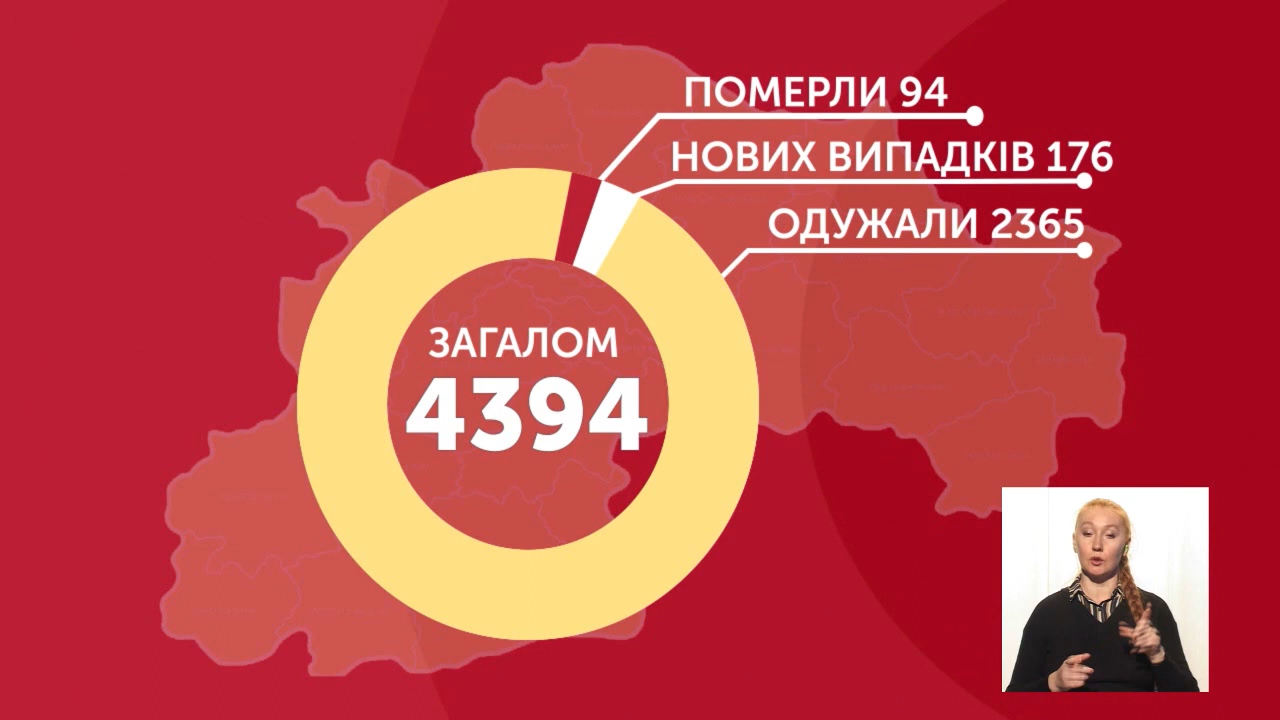 ПОМЕРЛИ 94
НОВИХ ВИПАДКІВ 176
ОДУЖАЛИ 2365
ЗАГАЛОМ
4394